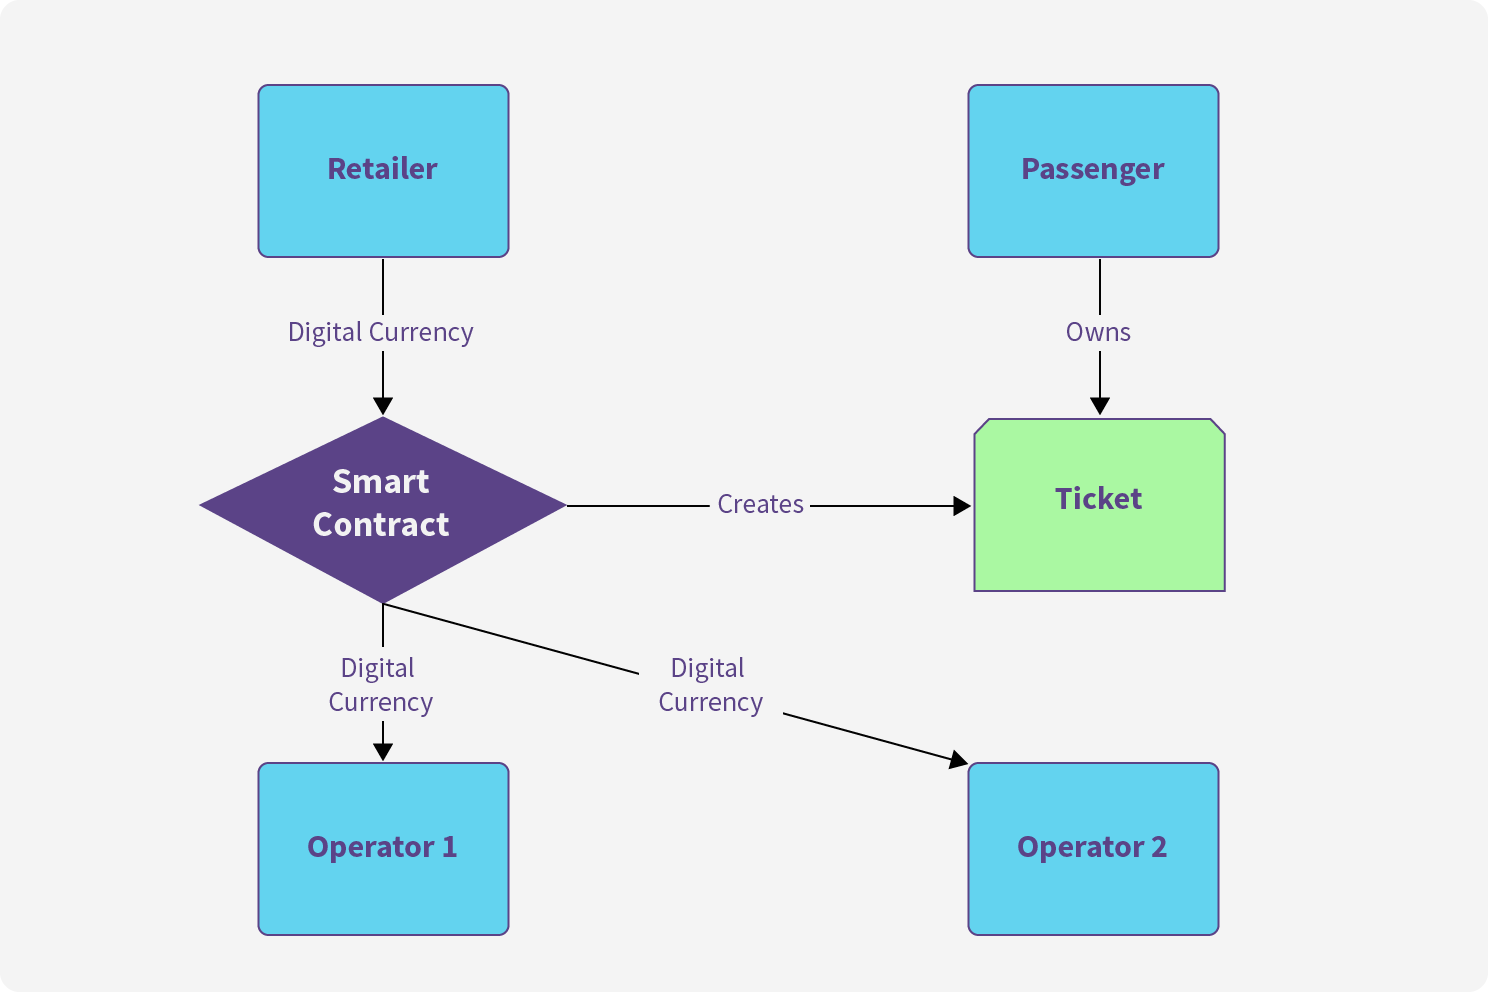 Retailer
Passenger
Digital Currency
Owns
Smart
Contract
Creates
Ticket
Digital
Currency
Digital
Currency
Operator 1
Operator 2